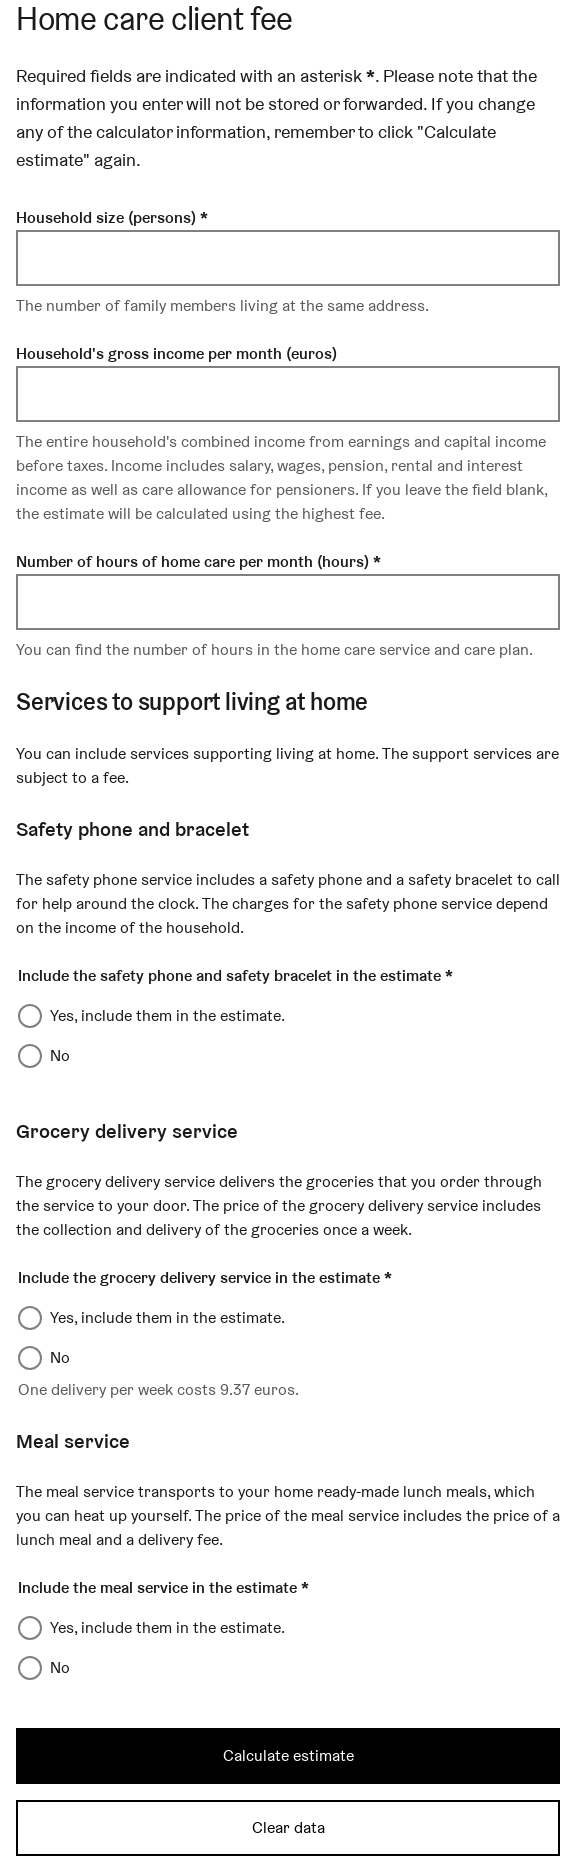 Home care client fee
Required fields are indicated with an asterisk *. Please note that the
information you enter will not be stored or forwarded. If you change
any of the calculator information, remember to click "Calculate
estimate" again.
Household size (persons) *
The number of family members living at the same address.
Household's gross income per month (euros)
The entire household's combined income from earnings and capital income
before taxes. Income includes salary, wages, pension, rental and interest
income as well as care allowance for pensioners. If you leave the field blank,
the estimate will be calculated using the highest fee.
Number of hours of home care per month (hours) *
You can find the number of hours in the home care service and care plan.
Services to support living at home
You can include services supporting living at home. The support services are
subject to a fee.
Safety phone and bracelet
The safety phone service includes a safety phone and a safety bracelet to call
for help around the clock. The charges for the safety phone service depend
on the income of the household.
Include the safety phone and safety bracelet in the estimate *
Yes, include them in the estimate.
No
Grocery delivery service
The grocery delivery service delivers the groceries that you order through
the service to your door. The price of the grocery delivery service includes
the collection and delivery of the groceries once a week.
Include the grocery delivery service in the estimate *
Yes, include them in the estimate.
No
One delivery per week costs 9.37 euros.
Meal service
The meal service transports to your home ready-made lunch meals, which
you can heat up yourself. The price of the meal service includes the price of a
lunch meal and a delivery fee.
Include the meal service in the estimate *
Yes, include them in the estimate.
No
Calculate estimate
Clear data